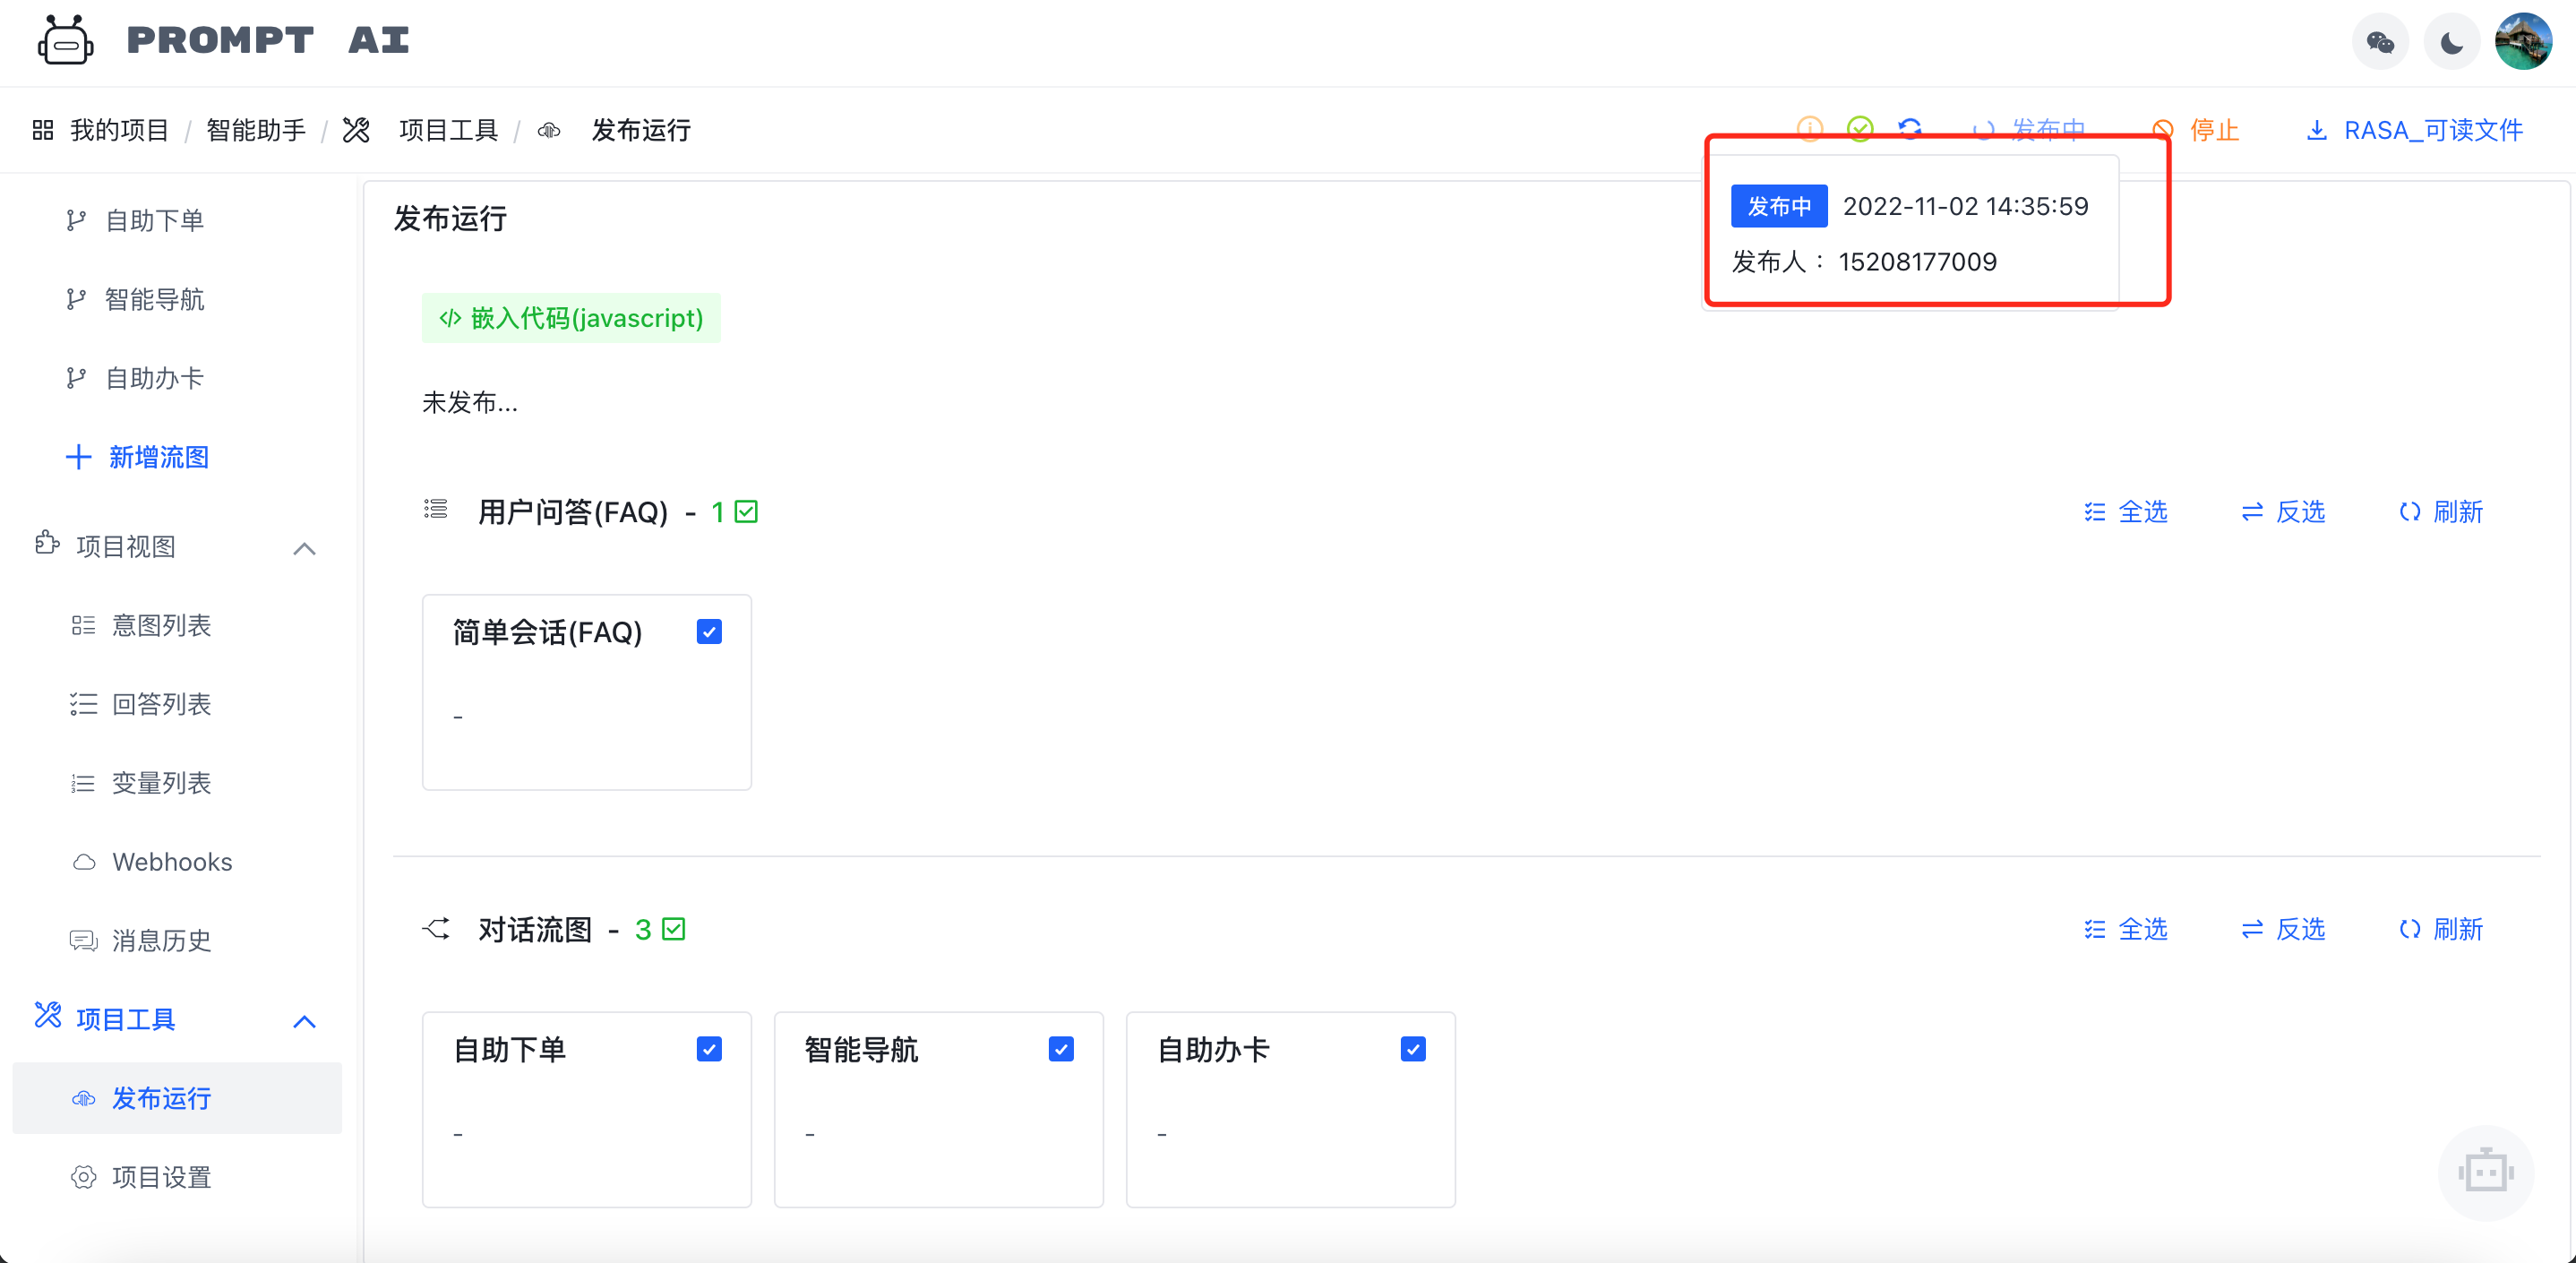 PROMPT AI
我的项目 / 智能助手 / 项目工具 / 发布运行
发布中
停止
RASA_可读文件
自助下单
智能导航
自助办卡
新增流图
项目视图
意图列表
回答列表
变量列表
Webhooks
消息历史
项目工具
发布运行
项目设置
发布运行
发布中 2022-11-02 14:35:59
发布人： 15208177009
</> 嵌入代码(javascript)
未发布...
用户问答(FAQ) - 1
全选
反选
刷新
简单会话(FAQ)
-
对话流图 - 3
全选
反选
刷新
自助下单
-
智能导航
-
自助办卡
-